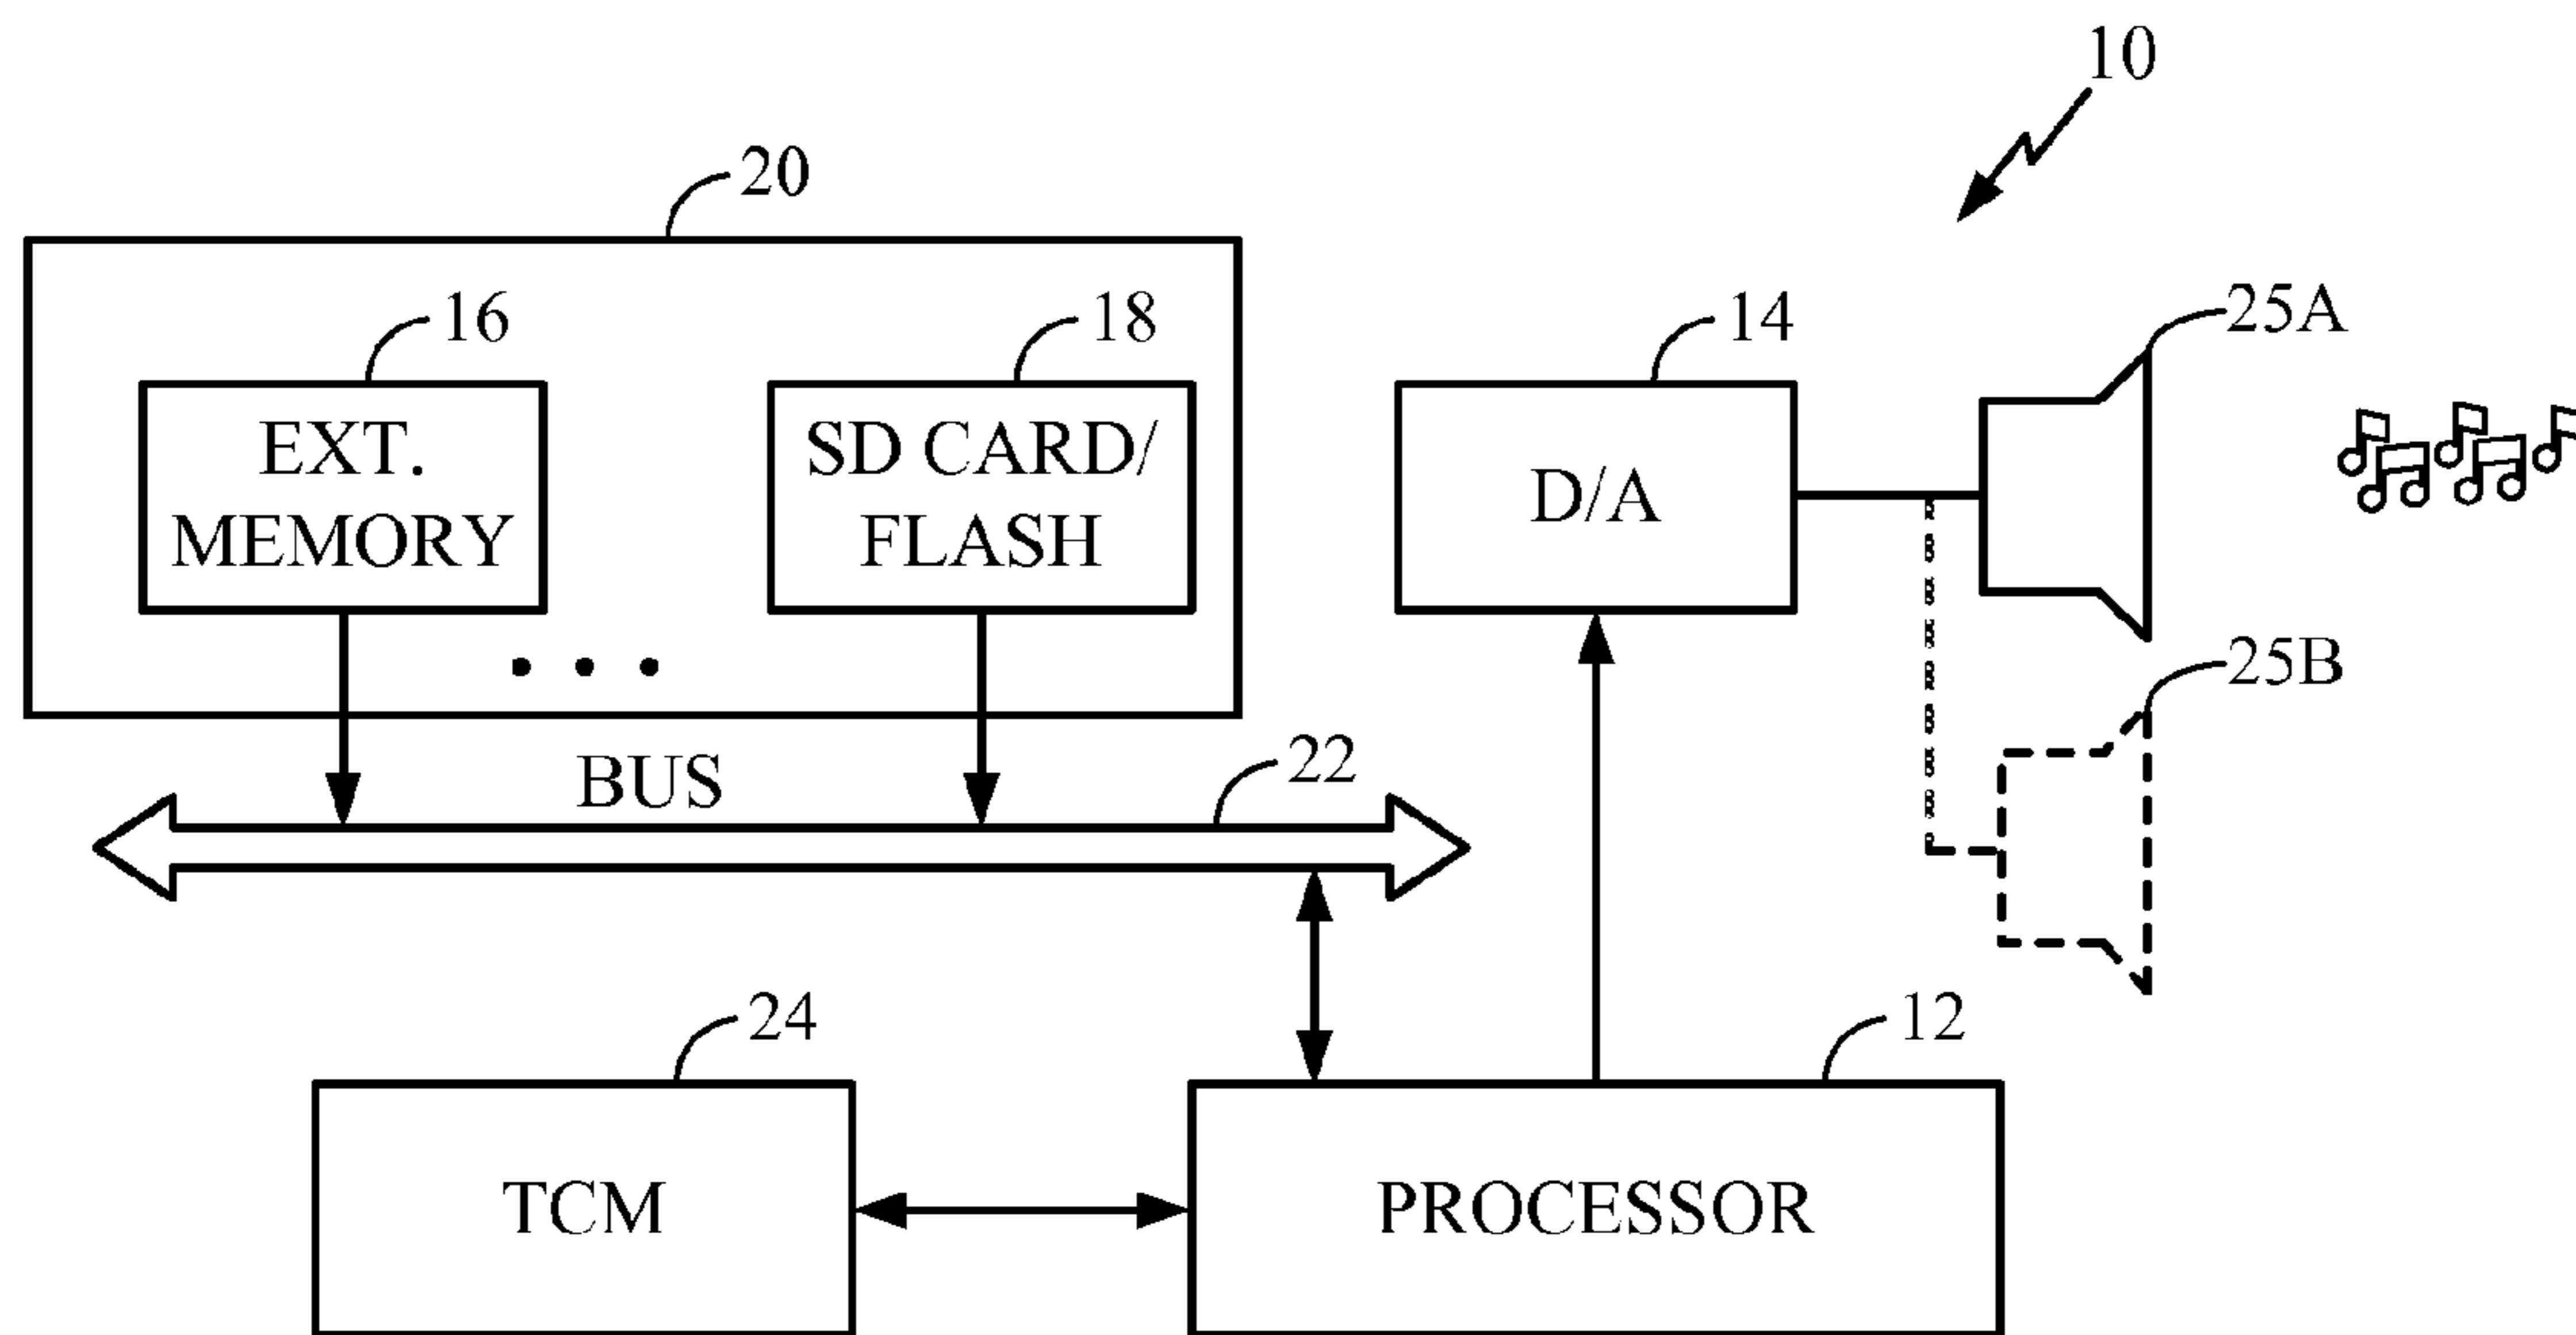 10
20
16
18
14
25A
EXT.
MEMORY
SD CARD/
FLASH
D/A
25B
BUS
22
24
12
TCM
PROCESSOR